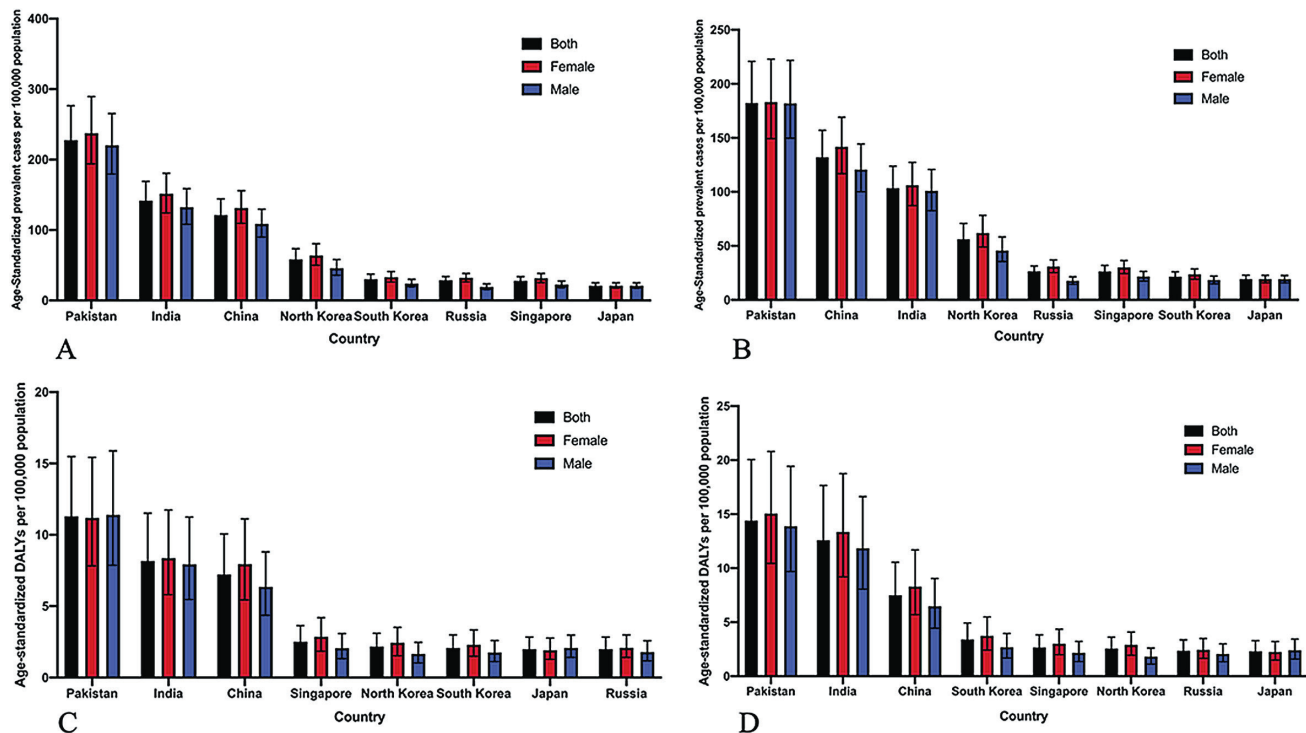 Age-Standardized prevalent cases per 100,000 population
400
300
200
100
0
Both
Female
Male
Pakistan India China North Korea South Korea Russia Singapore Japan
Country
A
Age-Standardized prevalent cases per 100,000 population
250
200
150
100
50
0
Both
Female
Male
Pakistan China India North Korea Russia Singapore South Korea Japan
Country
B
Age-standardized DALYs per 100,000 population
20
15
10
5
0
Both
Female
Male
Pakistan India China Singapore North Korea South Korea Japan Russia
Country
C
Age-standardized DALYs per 100,000 population
25
20
15
10
5
0
Both
Female
Male
Pakistan India China South Korea Singapore North Korea Russia Japan
Country
D